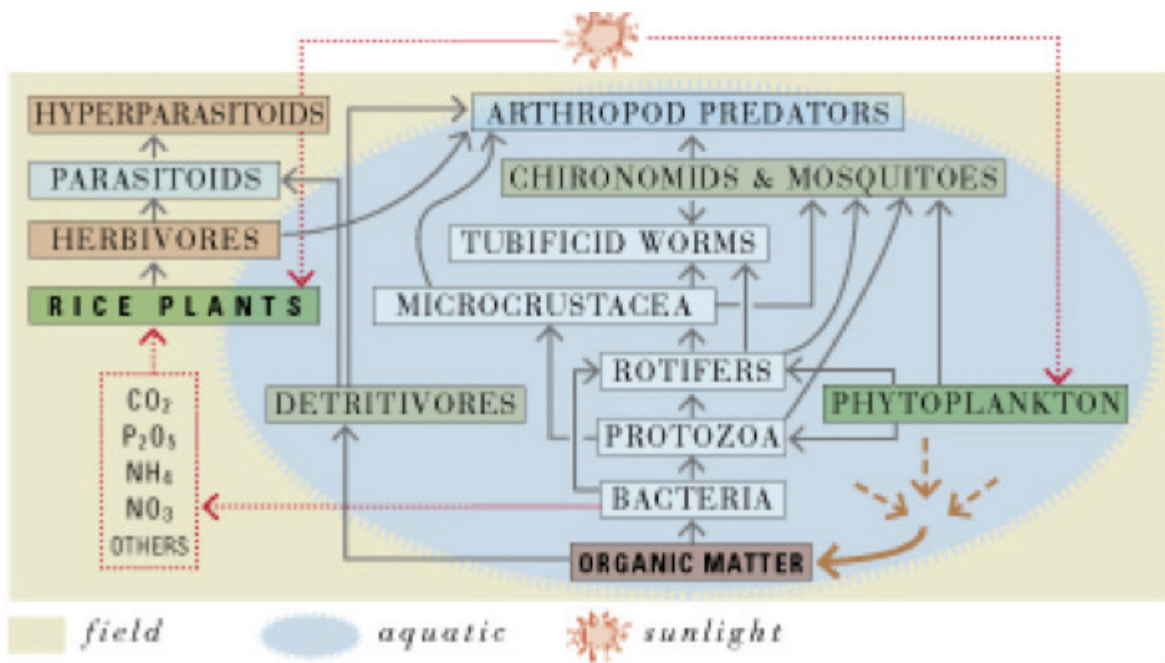 HYPERPARASITOIDS
ARTHROPOD PREDATORS
PARASITOIDS
CHIRONOMIDS & MOSQUITOES
HERBIVORES
TUBIFICID WORMS
RICE PLANTS
MICROCRUSTACEA
ROTIFERS
DETRITIVORES
PHYTOPLANKTON
PROTOZOA
BACTERIA
ORGANIC MATTER
CO₂
P₂O₅
NH₄
NO₃
OTHERS
field
aquatic
sunlight